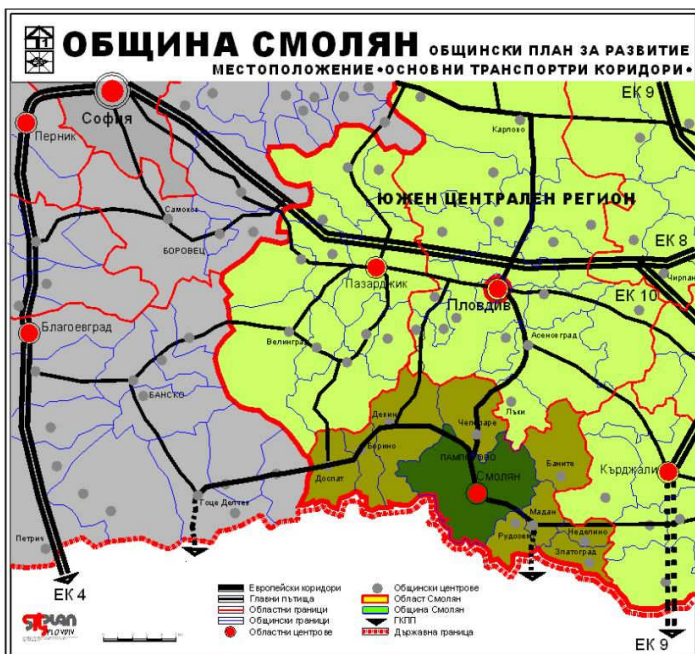 ОБЩИНА СМОЛЯН ОБЩИНСКИ ПЛАН ЗА РАЗВИТИЕ
МЕСТОПОЛОЖЕНИЕ•ОСНОВНИ ТРАНСПОРТРИ КОРИДОРИ•
ЕК 9
София
Карлово
Перник
ЮЖЕН ЦЕНТРАЛЕН РЕГИОН
Самоков
БОРОВЕЦ
ЕК 8
Чирпан
Пазарджик
ЕК 10
Пловдив
Благоевград
Велинград
Асеновград
БАНСКО
Лъки
Девин
Чепеларе
Борино
ПАМПОРОВО
Баните
Кърджали
Доспат
Смолян
Гоце Делчев
Мадан
Рудозем
Неделино
Петрич
Златоград
ЕК 4
Европейски коридори
Общински центрове
Главни пътища
Област Смолян
Областни граници
Община Смолян
Общински граници
ГКПП
Областни центрове
Държавна граница
ЕК 9